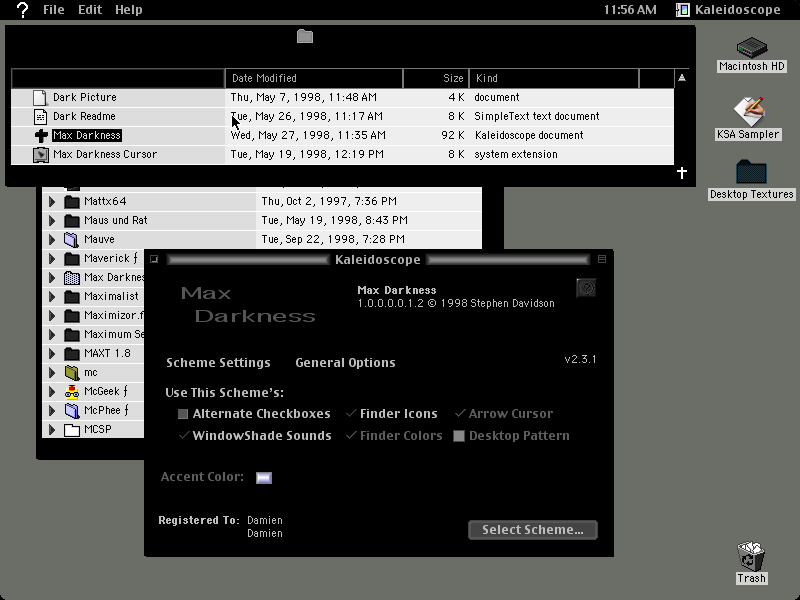 ? File Edit Help 11:56 AM Kaleidoscope
Date Modified Size Kind
Dark Picture Thu, May 7, 1998, 11:48 AM 4 K document
Dark Readme Tue, May 26, 1998, 11:17 AM 8 K SimpleText text document
Max Darkness Wed, May 27, 1998, 11:35 AM 92 K Kaleidoscope document
Max Darkness Cursor Tue, May 19, 1998, 12:19 PM 8 K system extension
Macintosh HD
KSA Sampler
Desktop Textures
Mattx64 Thu, Oct 2, 1997, 7:36 PM
Maus und Rat Tue, May 19, 1998, 8:43 PM
Mauve Tue, Sep 22, 1998, 7:28 PM
Maverick ƒ
Max Darknes
Maximalist
Maximizor.f
Maximum Se
MAXT 1.8
mc
McGeek ƒ
McPhee ƒ
MCSP
Kaleidoscope
Max Darkness
Max Darkness
1.0.0.0.0.1.2 © 1998 Stephen Davidson
Scheme Settings General Options v2.3.1
Use This Scheme's:
Alternate Checkboxes Finder Icons Arrow Cursor
WindowShade Sounds Finder Colors Desktop Pattern
Accent Color:
Registered To: Damien
Damien
Select Scheme...
Trash